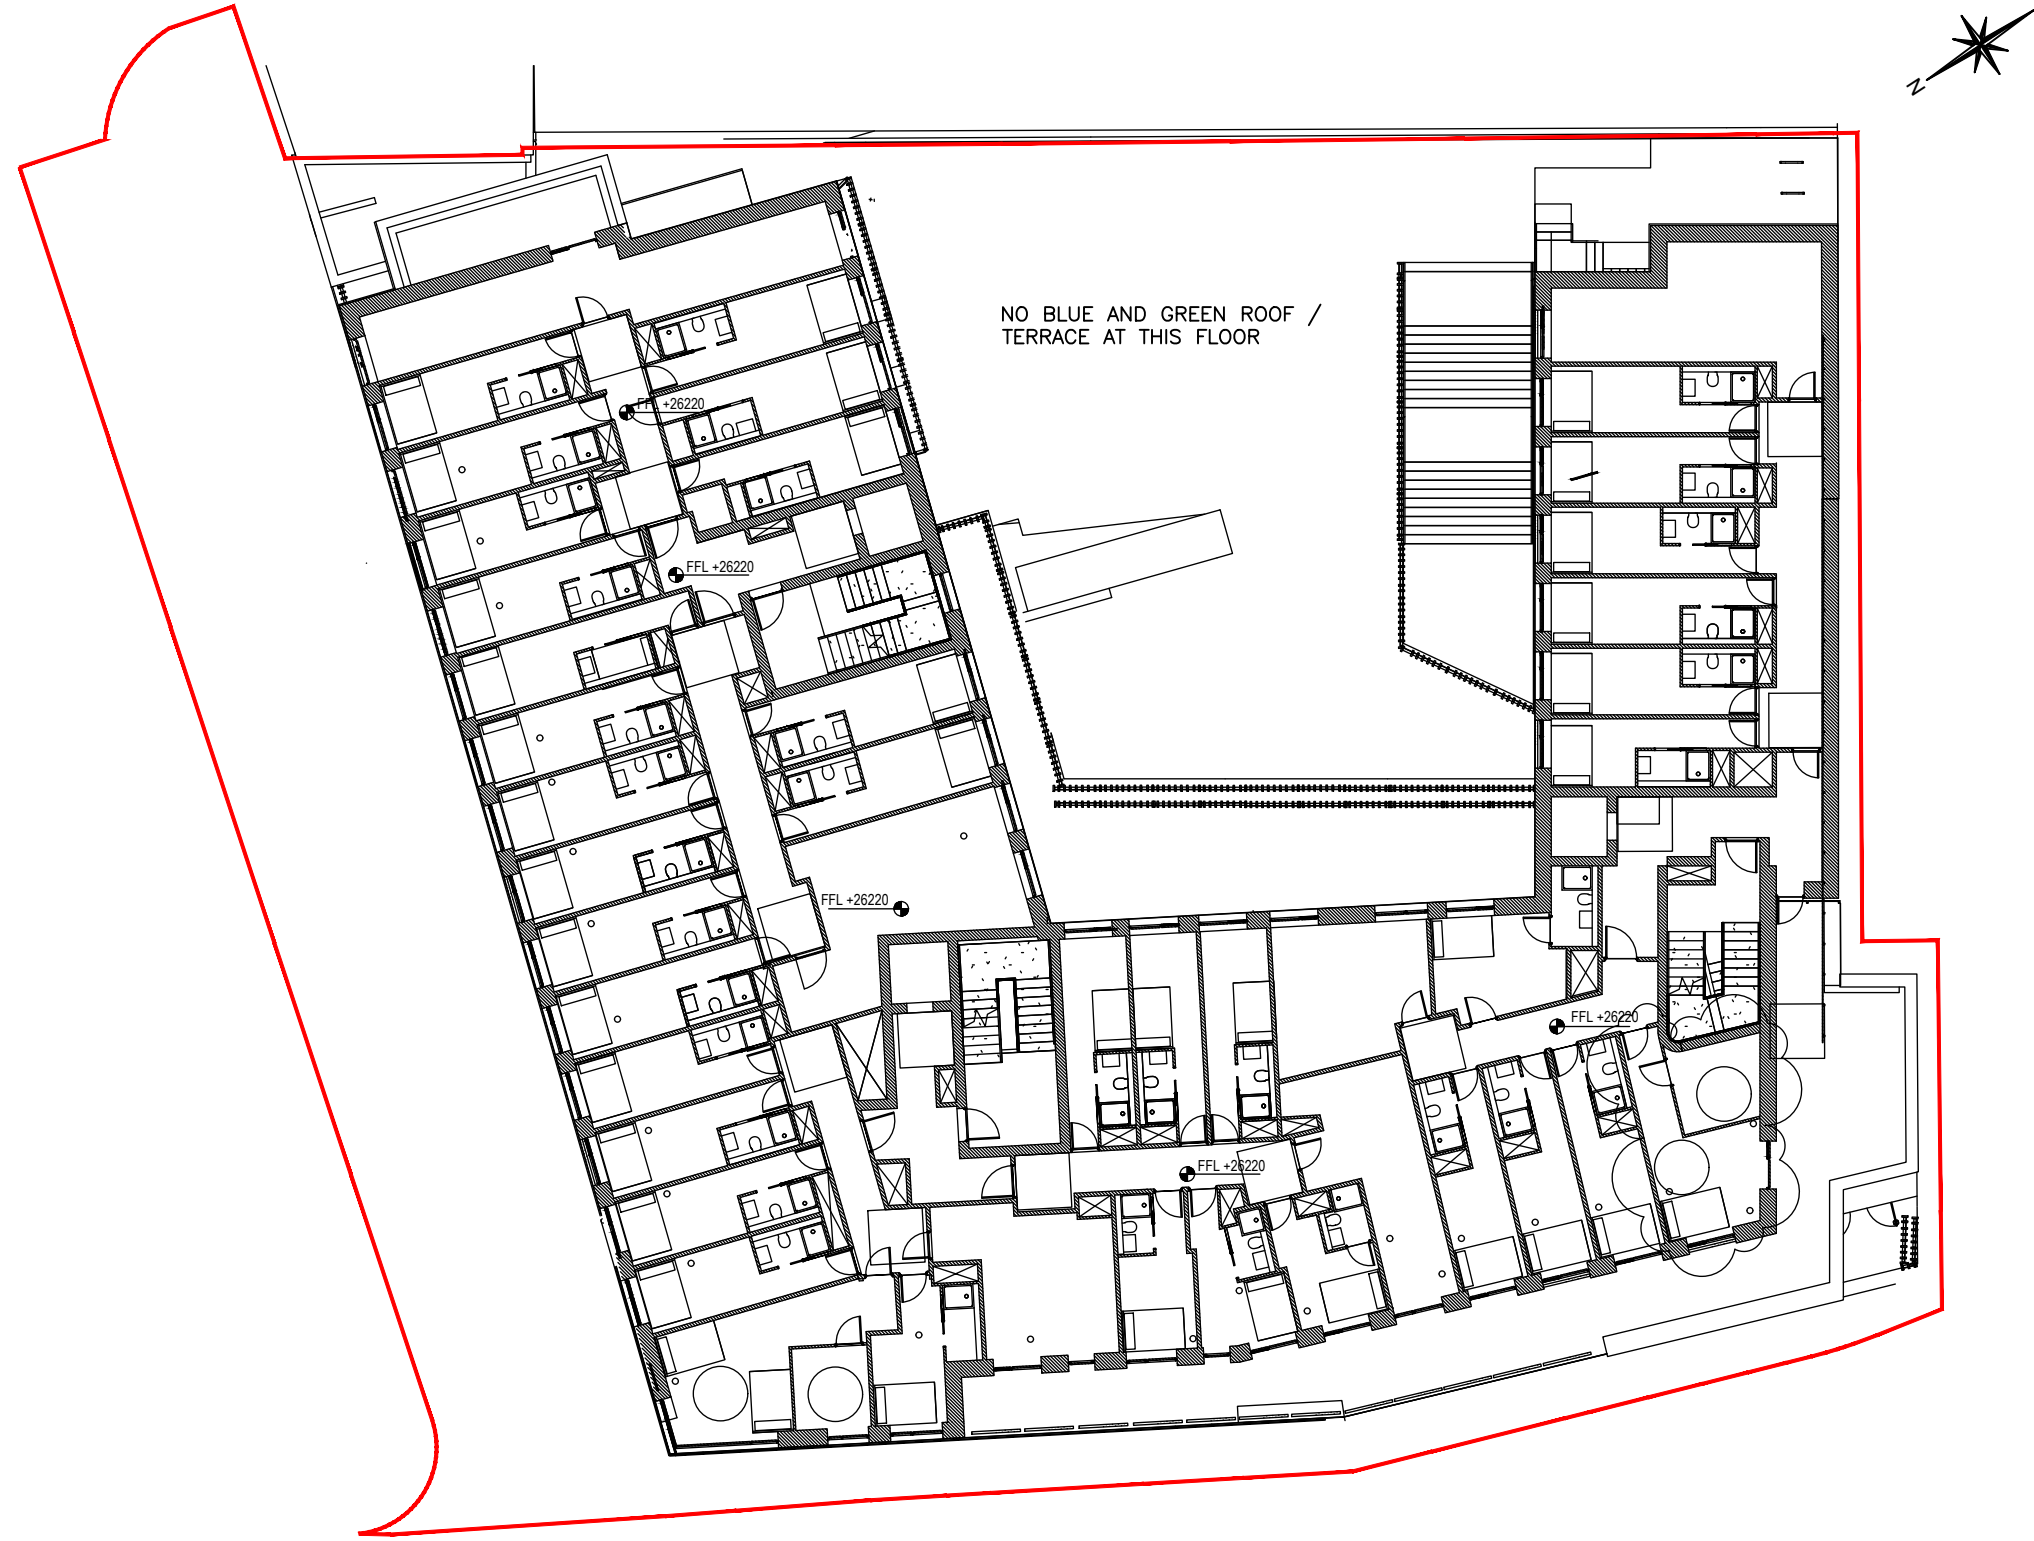 N
NO BLUE AND GREEN ROOF /
TERRACE AT THIS FLOOR
FFL +26220
FFL +26220
FFL +26220
FFL +26220
FFL +26220